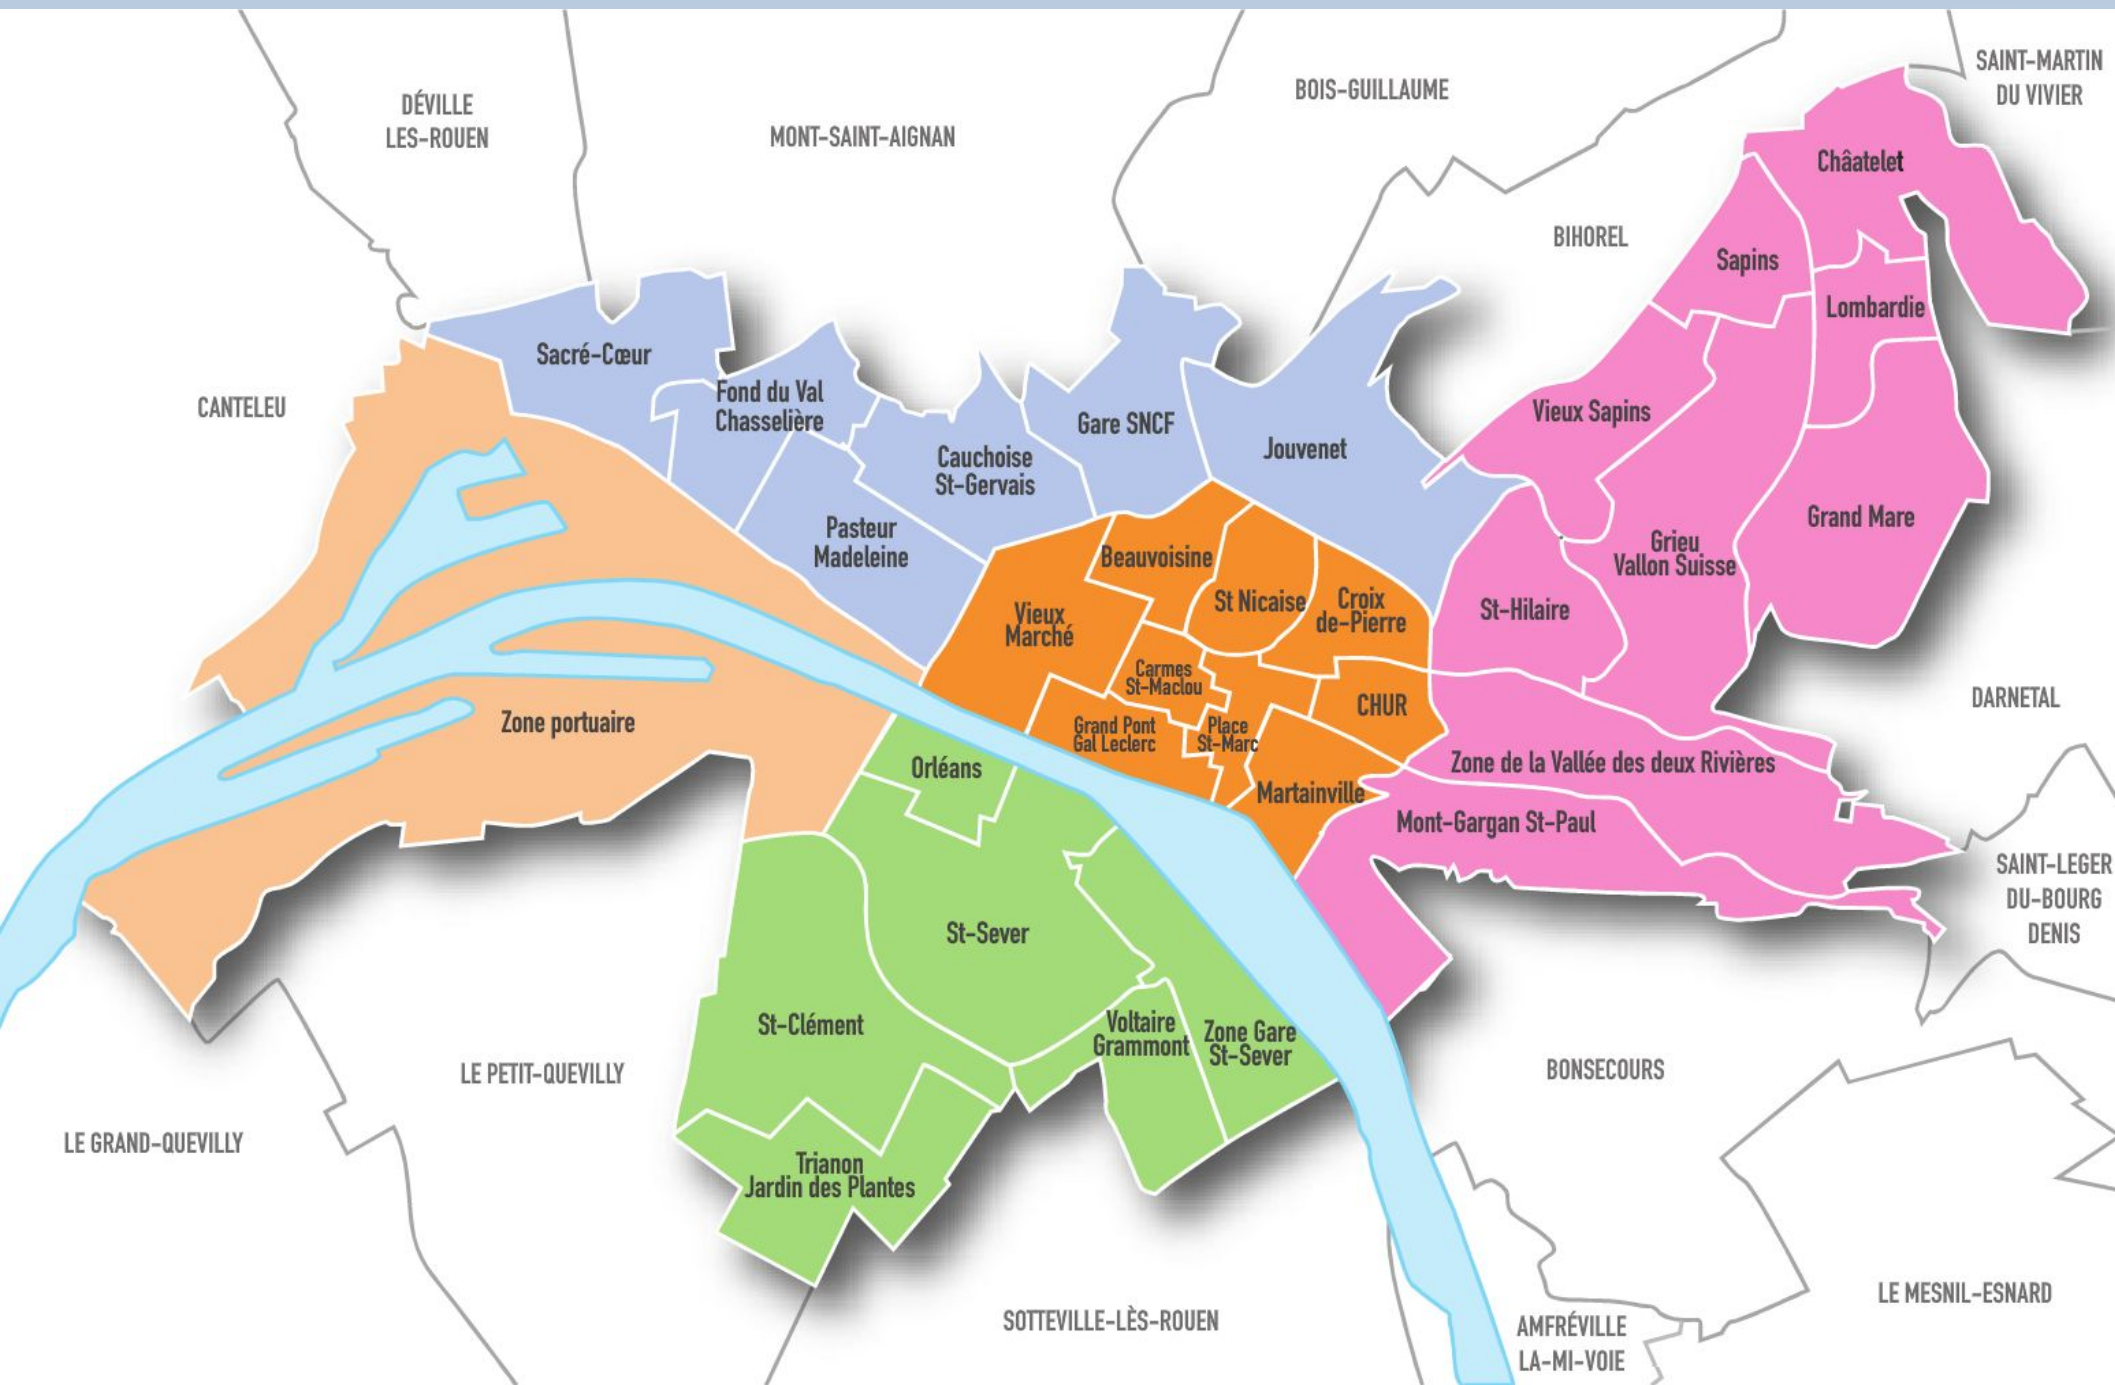 SAINT-MARTIN
DU VIVIER
DÉVILLE
LES-ROUEN
MONT-SAINT-AIGNAN
BOIS-GUILLAUME
Châatelet
BIHOREL
Sapins
Lombardie
Sacré-Cœur
CANTELEU
Fond du Val
Chasselière
Gare SNCF
Vieux Sapins
Jouvenet
Cauchoise
St-Gervais
Pasteur
Madeleine
Grand Mare
Beauvoisine
Grieu
Vallon Suisse
Vieux
Marché
St Nicaise
Croix
de-Pierre
St-Hilaire
Carmes
St-Maclou
CHUR
DARNETAL
Zone portuaire
Grand Pont
Gal Leclerc
Place
St-Marc
Orléans
Zone de la Vallée des deux Rivières
Martainville
Mont-Gargan St-Paul
SAINT-LEGER
DU-BOURG
DENIS
St-Sever
St-Clément
Voltaire
Grammont
Zone Gare
St-Sever
LE PETIT-QUEVILLY
BONSECOURS
LE GRAND-QUEVILLY
Trianon
Jardin des Plantes
LE MESNIL-ESNARD
SOTTEVILLE-LÈS-ROUEN
AMFRÉVILLE
LA-MI-VOIE